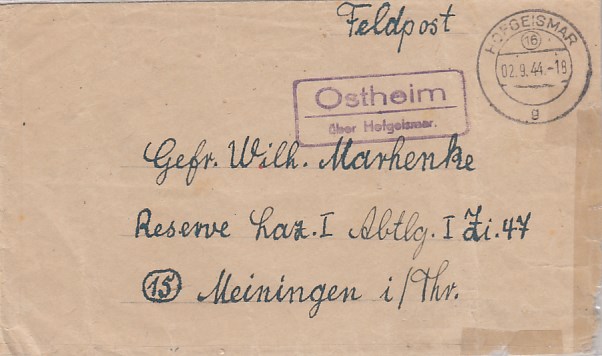 Feldpost
HOFGEISMAR
16
02.9.44.-18
g
Ostheim
über Hofgeismar.
Gefr. Wilh. Marhenke
Reserve Laz. I Abtlg. I Zi. 47
15 Meiningen i/Thr.